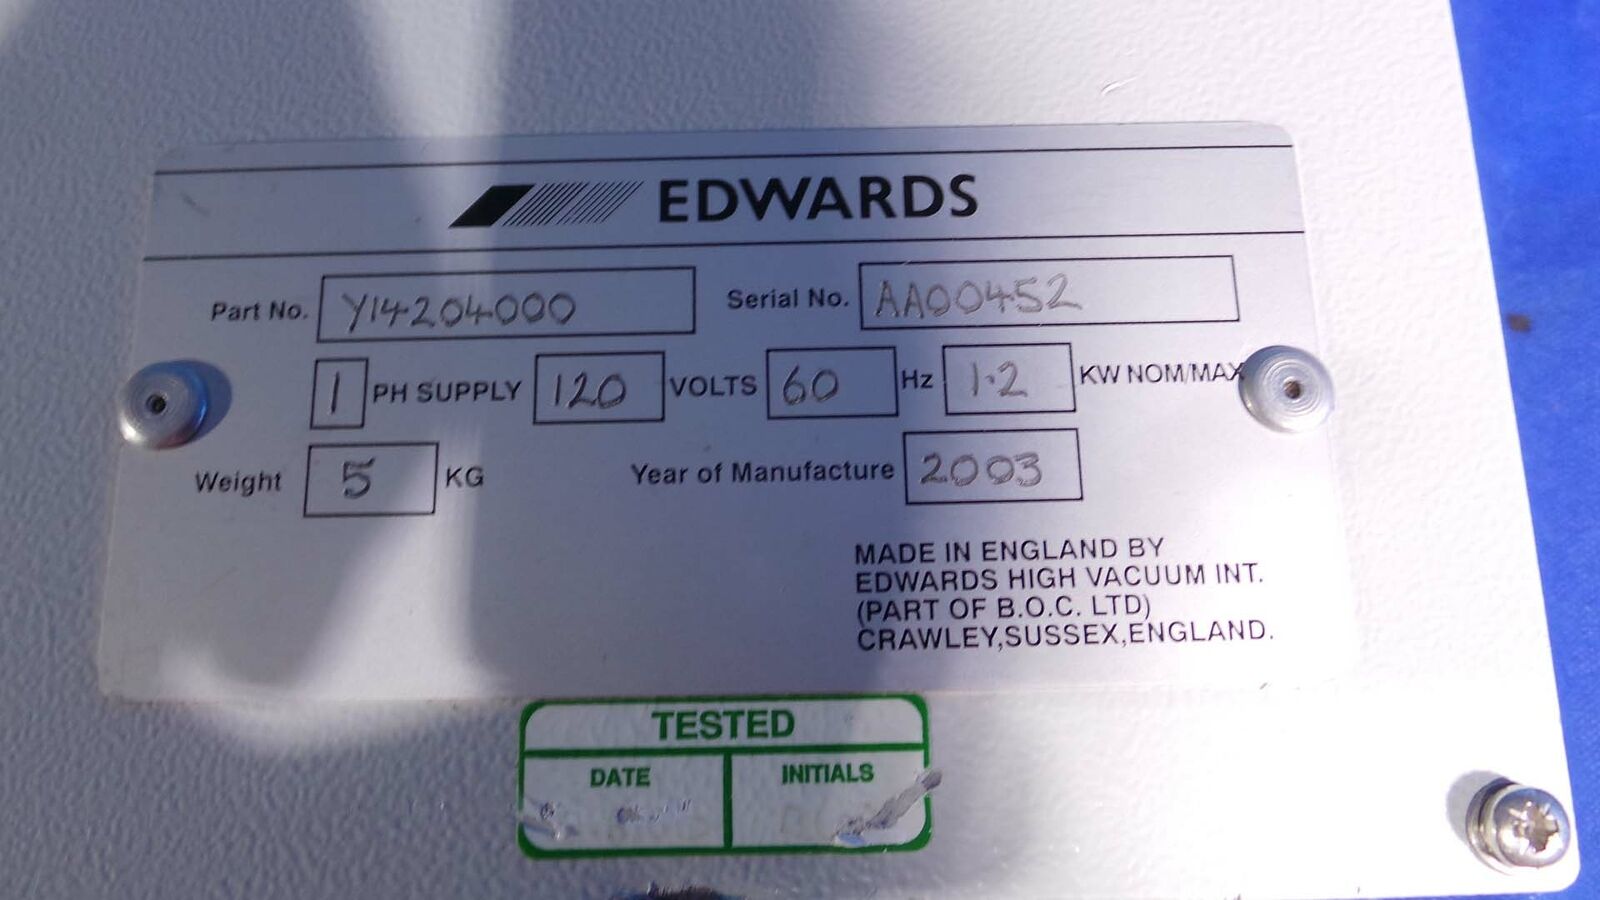 EDWARDS
Part No. Y14204000 Serial No. AA00452
1 PH SUPPLY 120 VOLTS 60 Hz 1.2 KW NOM/MAX
Weight 5 KG Year of Manufacture 2003
MADE IN ENGLAND BY
EDWARDS HIGH VACUUM INT.
(PART OF B.O.C. LTD)
CRAWLEY,SUSSEX,ENGLAND.
TESTED
DATE INITIALS